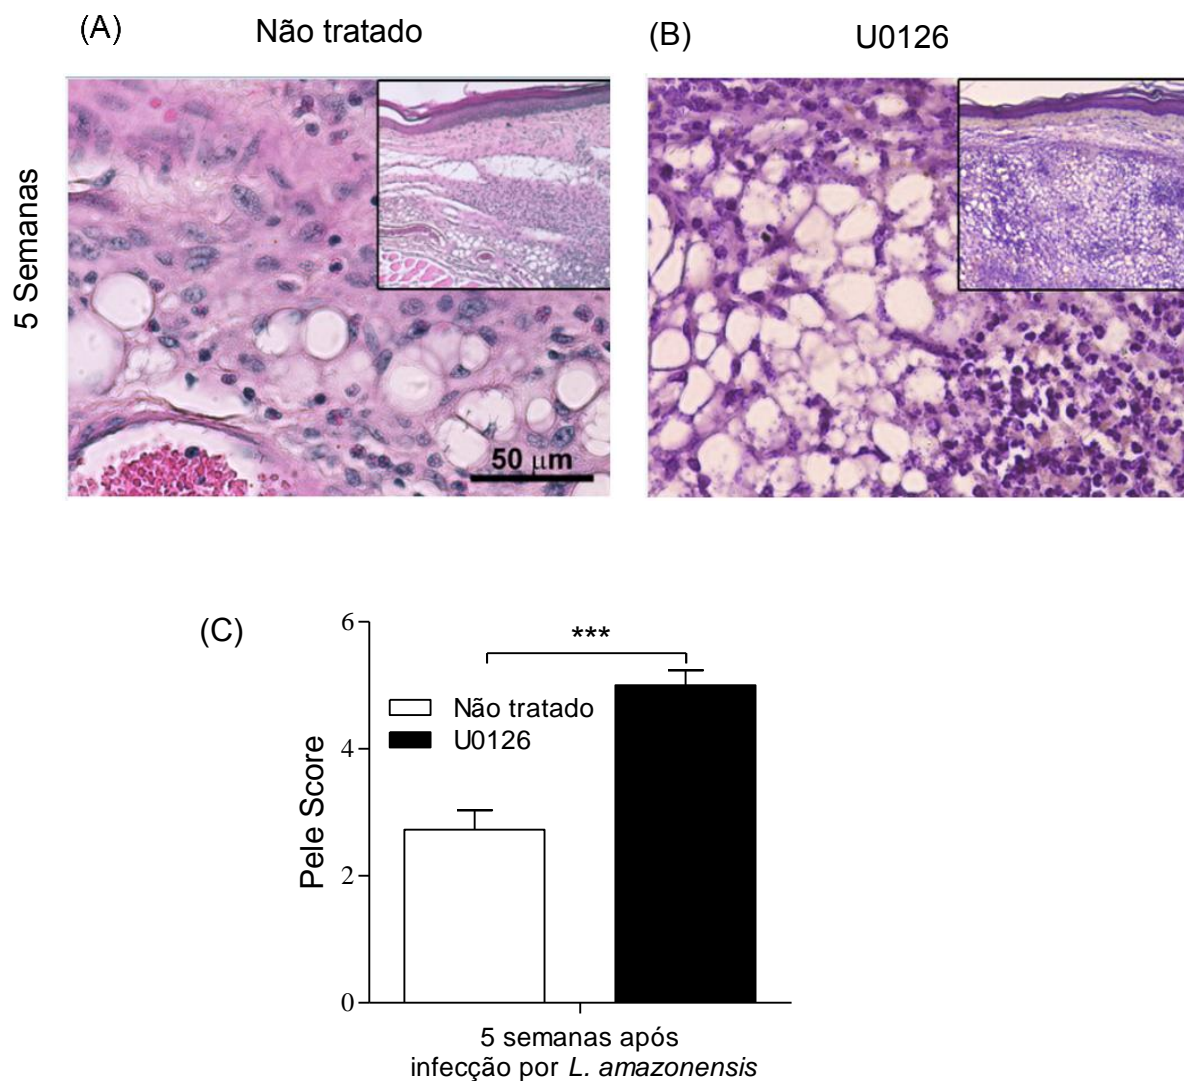 (A)
Não tratado
(B)
U0126
5 Semanas
50 μm
(C)
***
Não tratado
U0126
Pele Score
6
4
2
0
5 semanas após
infecção por L. amazonensis